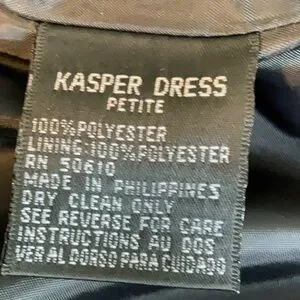 KASPER DRESS
PETITE
100%POLYESTER
LINING:100%POLYESTER
RN 50610
MADE IN PHILIPPINES
DRY CLEAN ONLY
SEE REVERSE FOR CARE
INSTRUCTIONS AU DOS
VER AL DORSO PARA CUIDADO